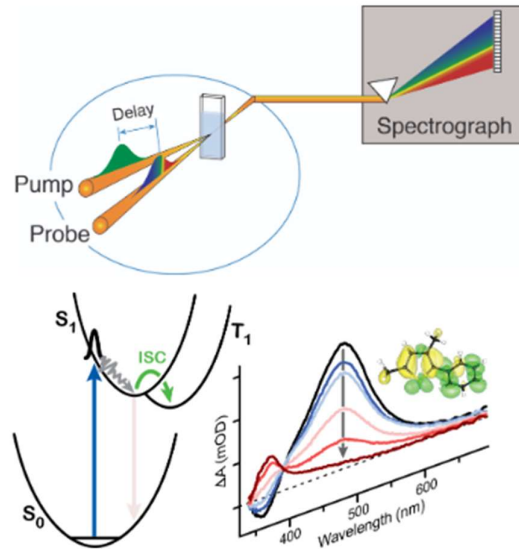 Delay
Pump
Probe
Spectrograph
S₁
T₁
ISC
S₀
ΔA (mOD)
400
500
600
Wavelength (nm)